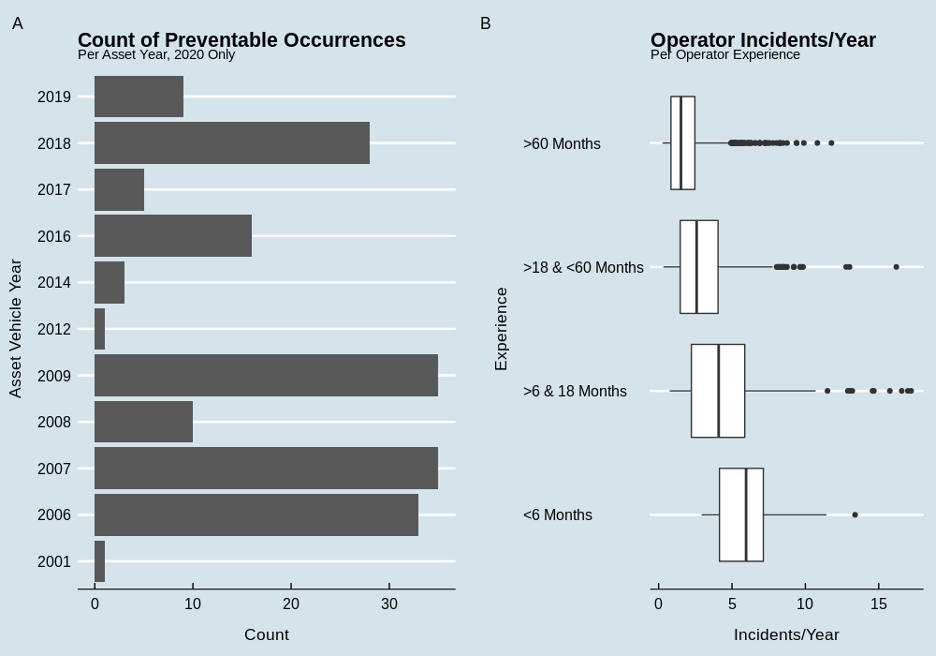 A
Count of Preventable Occurrences
Per Asset Year, 2020 Only
Asset Vehicle Year
2019
2018
2017
2016
2014
2012
2009
2008
2007
2006
2001
0 10 20 30
Count
B
Operator Incidents/Year
Per Operator Experience
Experience
>60 Months
>18 & <60 Months
>6 & 18 Months
<6 Months
0 5 10 15
Incidents/Year